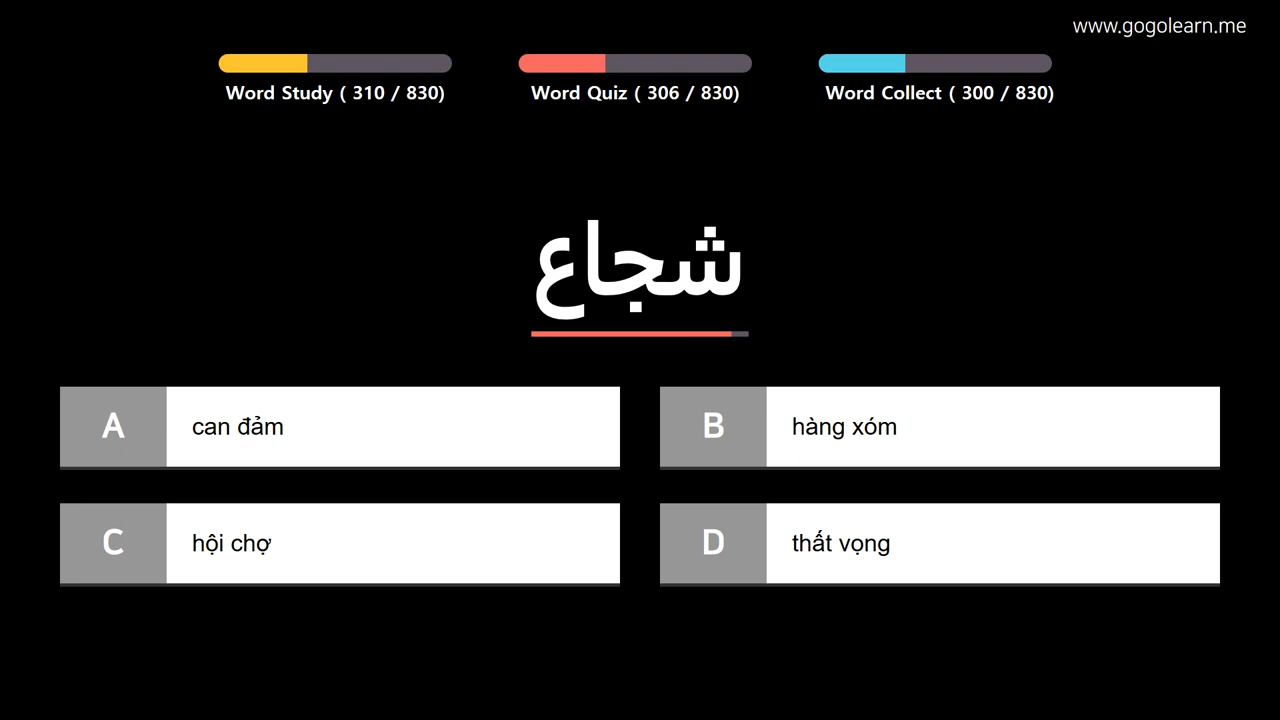 www.gogolearn.me
Word Study ( 310 / 830)
Word Quiz ( 306 / 830)
Word Collect ( 300 / 830)
شجاع
A can đảm
B hàng xóm
C hội chợ
D thất vọng